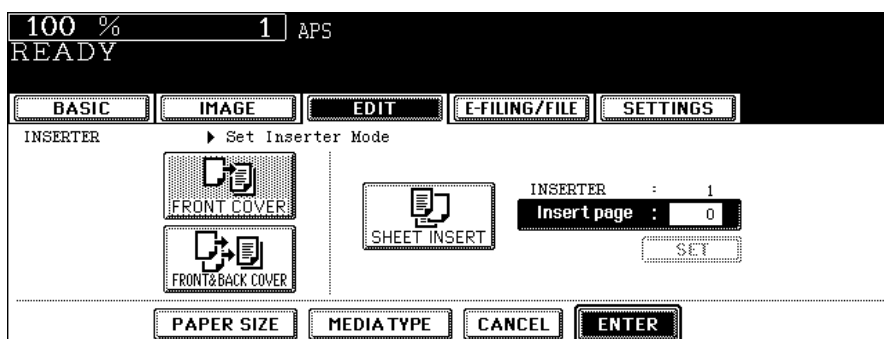 100 % 1 APS
READY
BASIC IMAGE EDIT E-FILING/FILE SETTINGS
INSERTER Set Inserter Mode
FRONT COVER
FRONT&BACK COVER
SHEET INSERT
INSERTER : 1
Insert page : 0
SET
PAPER SIZE MEDIA TYPE CANCEL ENTER